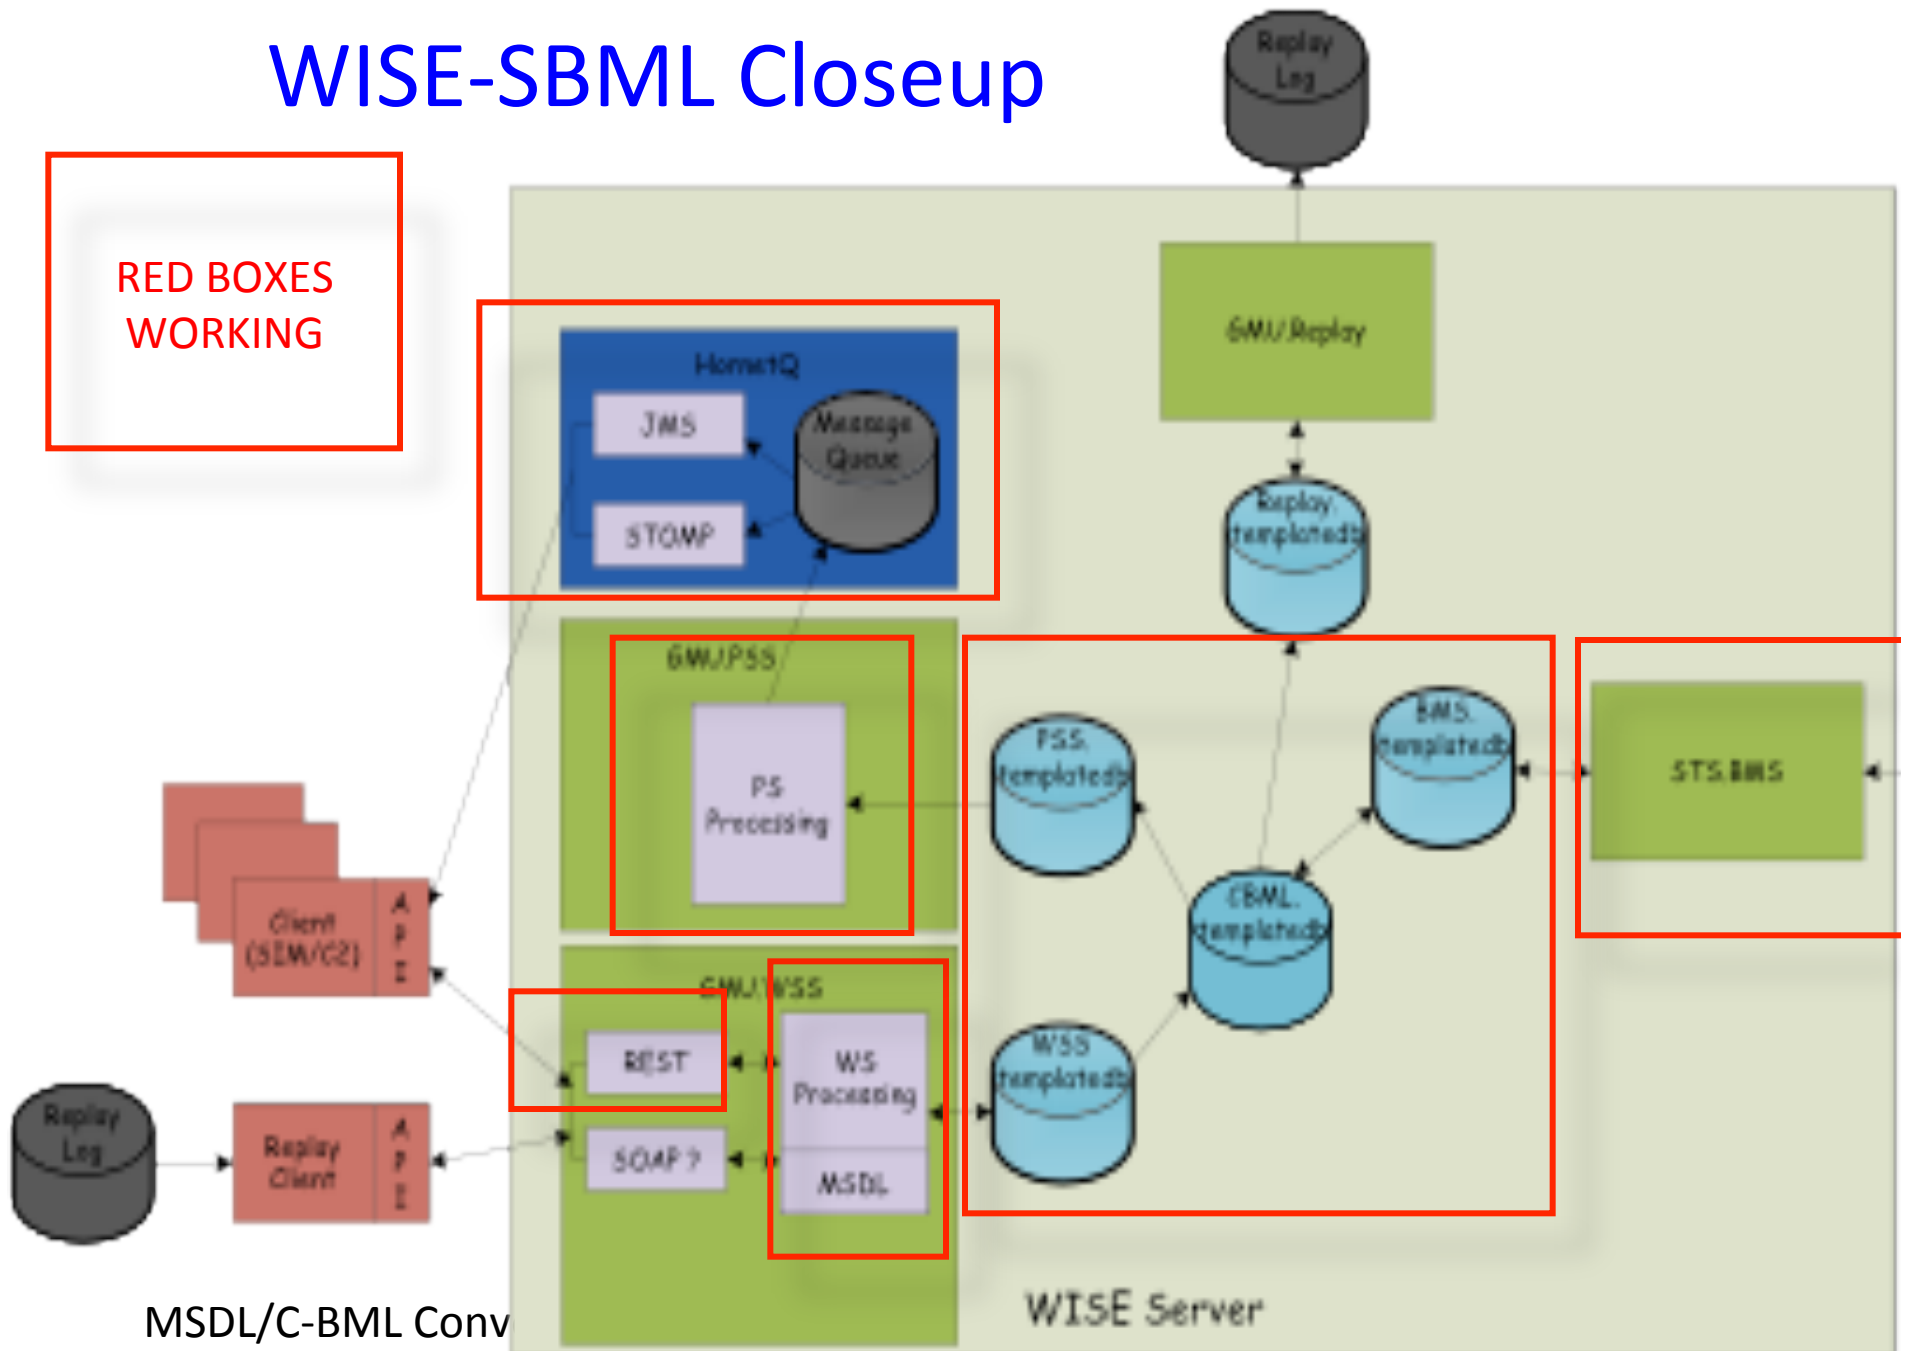 WISE-SBML Closeup
Replay
Log
RED BOXES
WORKING
GMU.Replay
HornetQ
JMS
Message
Queue
STOMP
Replay.
templatedb
GMU.PSS
PS
Processing
PSS.
templatedb
BMS.
templatedb
STS.BMS
CBML.
templatedb
Client
(SIM/C2)
A
P
I
GMU.WSS
REST
WS
Processing
WSS
templatedb
Replay
Log
Replay
Client
A
P
I
SOAP ?
MSDL
WISE Server
MSDL/C-BML Conv